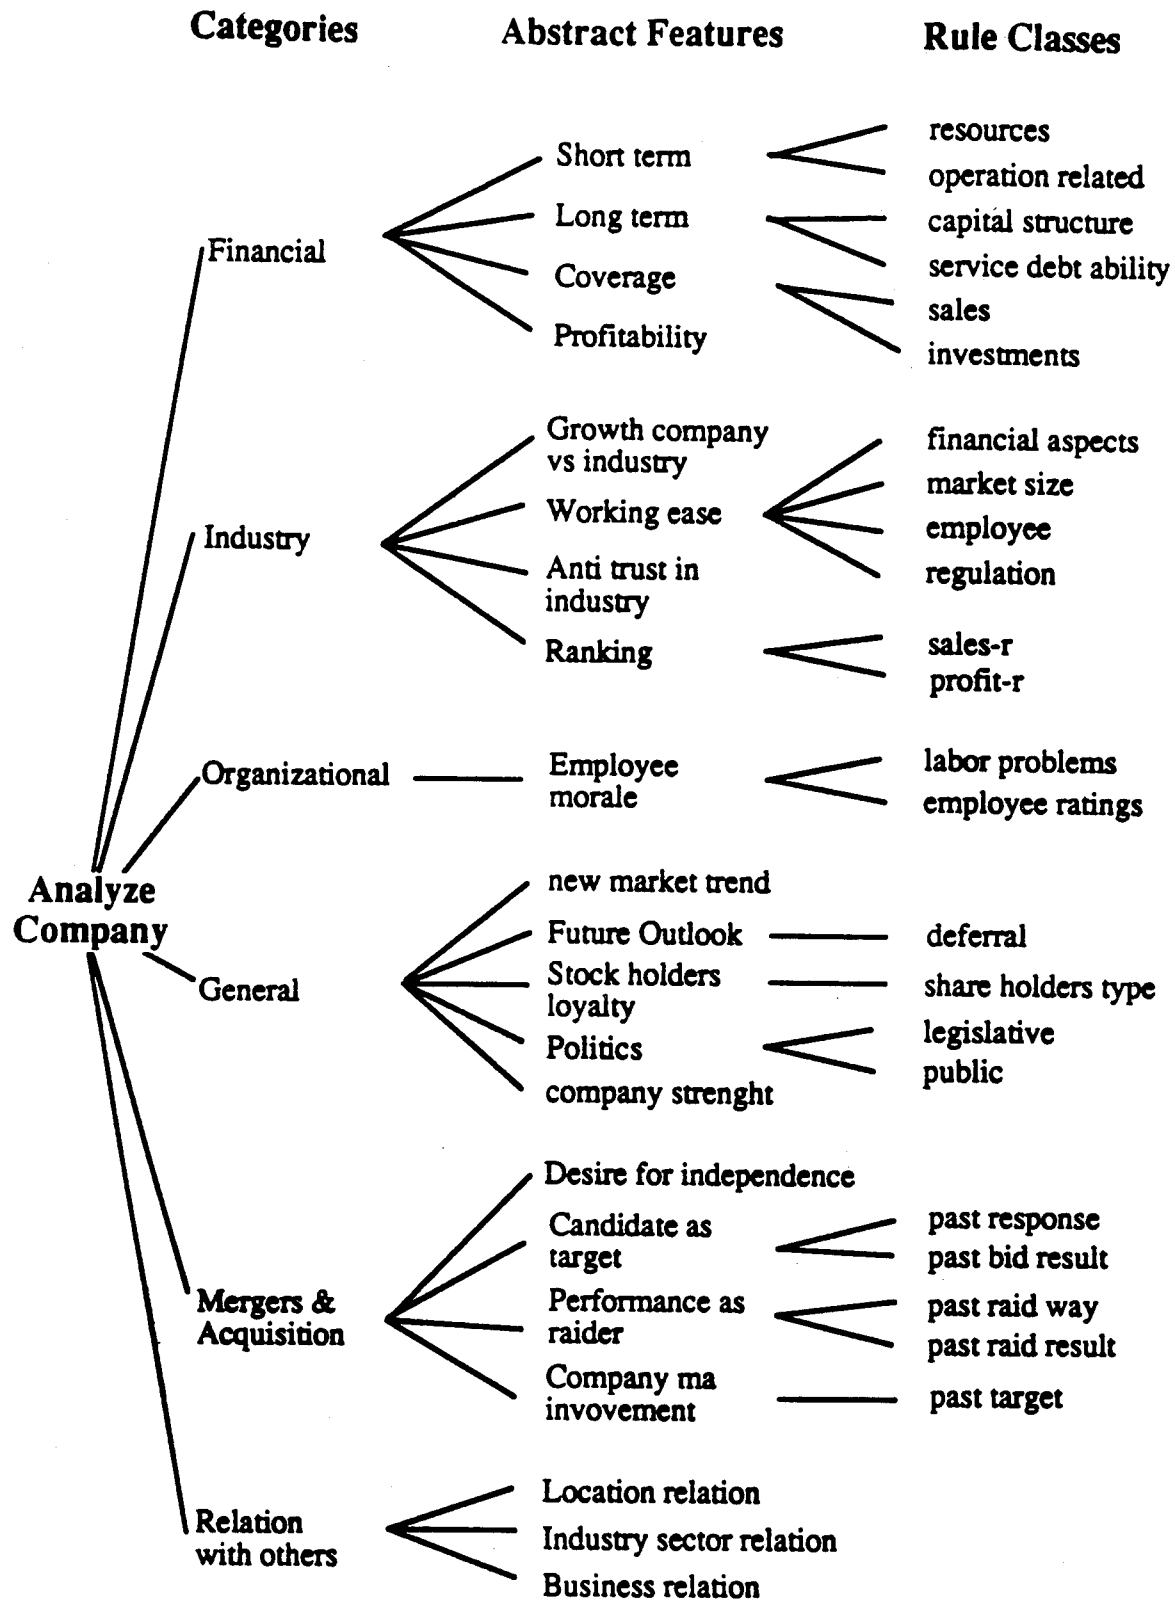 Categories
Abstract Features
Rule Classes
Short term
resources
operation related
Long term
capital structure
service debt ability
Financial
Coverage
sales
Profitability
investments
Growth company
vs industry
financial aspects
market size
Working ease
employee
Industry
Anti trust in
industry
regulation
Ranking
sales-r
profit-r
Organizational
Employee
morale
labor problems
employee ratings
Analyze
Company
new market trend
Future Outlook
deferral
General
Stock holders
loyalty
share holders type
Politics
legislative
public
company strenght
Desire for independence
Candidate as
target
past response
past bid result
Mergers &
Acquisition
Performance as
raider
past raid way
past raid result
Company ma
invovement
past target
Relation
with others
Location relation
Industry sector relation
Business relation